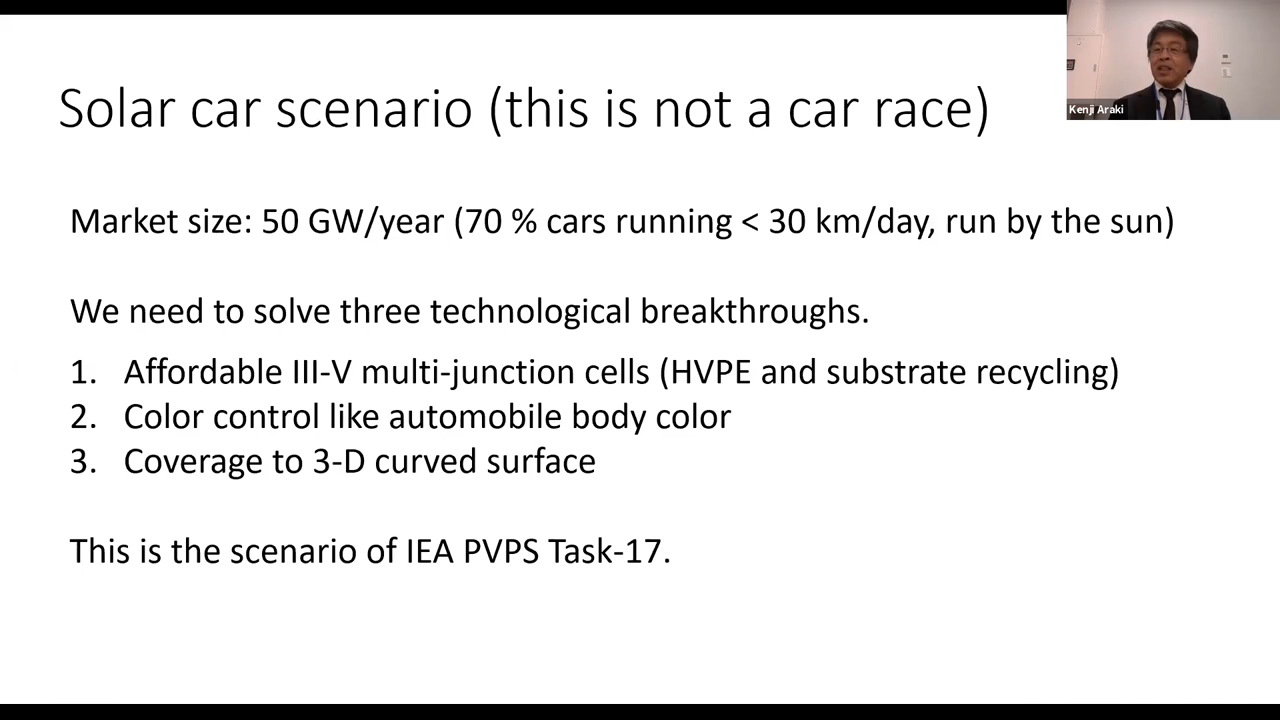 Solar car scenario (this is not a car race)
Kenji Araki
Market size: 50 GW/year (70 % cars running < 30 km/day, run by the sun)
We need to solve three technological breakthroughs.
1. Affordable III-V multi-junction cells (HVPE and substrate recycling)
2. Color control like automobile body color
3. Coverage to 3-D curved surface
This is the scenario of IEA PVPS Task-17.